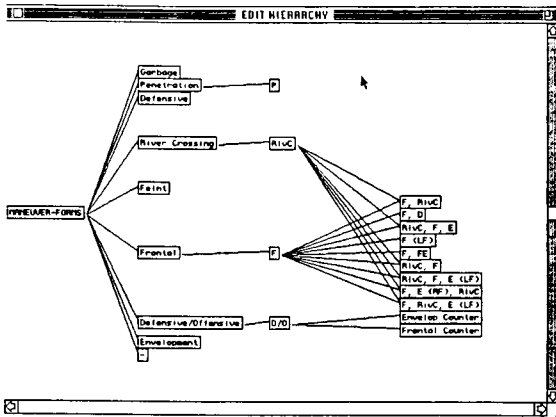 EDIT HIERARCHY
Garbage
Penetration
P
Defensive
River Crossing
RivC
Feint
MANEUVER-FORMS
F, RivC
F, D
RivC, F, E
F (LF)
Frontal
F
F, FE
RivC, F
RivC, F, E (LF)
F, E (RF), RivC
F, RivC, E (LF)
Defensive/Offensive
D/O
Envelop Counter
Frontal Counter
Envelopment
-